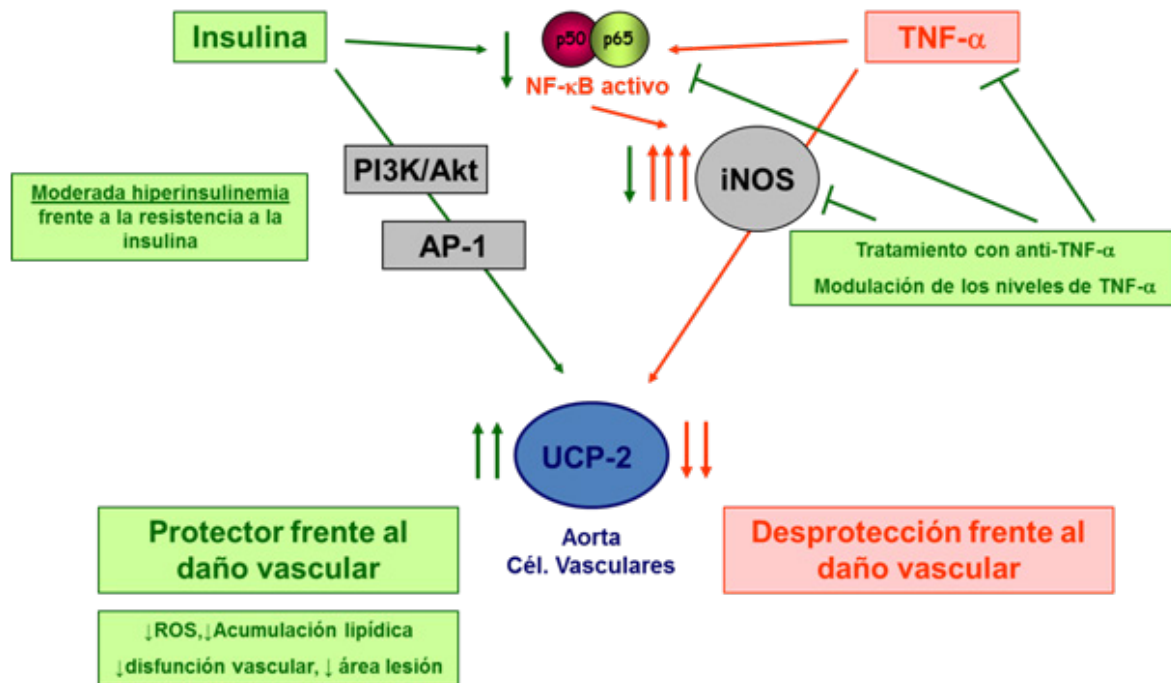 Insulina
p50
p65
TNF-α
NF-κB activo
PI3K/Akt
iNOS
Moderada hiperinsulinemia
frente a la resistencia a la
insulina
AP-1
Tratamiento con anti-TNF-α
Modulación de los niveles de TNF-α
UCP-2
Protector frente al
daño vascular
Aorta
Cél. Vasculares
Desprotección frente al
daño vascular
↓ROS,↓Acumulación lipídica
↓disfunción vascular, ↓ área lesión